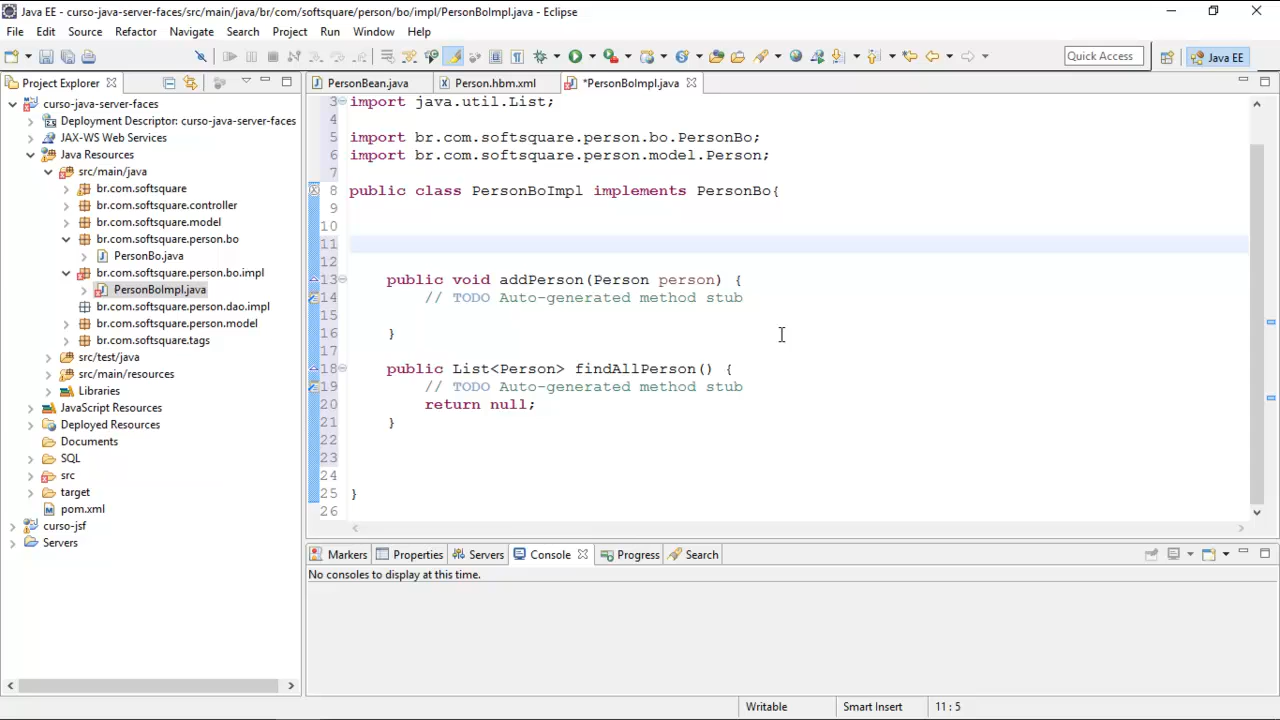 Java EE - curso-java-server-faces/src/main/java/br/com/softsquare/person/bo/impl/PersonBoImpl.java - Eclipse
File Edit Source Refactor Navigate Search Project Run Window Help
Quick Access
Java EE
Project Explorer
PersonBean.java
Person.hbm.xml
*PersonBoImpl.java
curso-java-server-faces
Deployment Descriptor: curso-java-server-faces
JAX-WS Web Services
Java Resources
src/main/java
br.com.softsquare
br.com.softsquare.controller
br.com.softsquare.model
br.com.softsquare.person.bo
PersonBo.java
br.com.softsquare.person.bo.impl
PersonBoImpl.java
br.com.softsquare.person.dao.impl
br.com.softsquare.person.model
br.com.softsquare.person.tags
src/test/java
src/main/resources
Libraries
JavaScript Resources
Deployed Resources
Documents
SQL
src
target
pom.xml
curso-jsf
Servers
3 import java.util.List;
4
5 import br.com.softsquare.person.bo.PersonBo;
6 import br.com.softsquare.person.model.Person;
7
8 public class PersonBoImpl implements PersonBo{
9
10
11
12
13 public void addPerson(Person person) {
14 // TODO Auto-generated method stub
15
16 }
17
18 public List<Person> findAllPerson() {
19 // TODO Auto-generated method stub
20 return null;
21 }
22
23
24
25 }
26
Markers Properties Servers Console Progress Search
No consoles to display at this time.
Writable Smart Insert 11 : 5